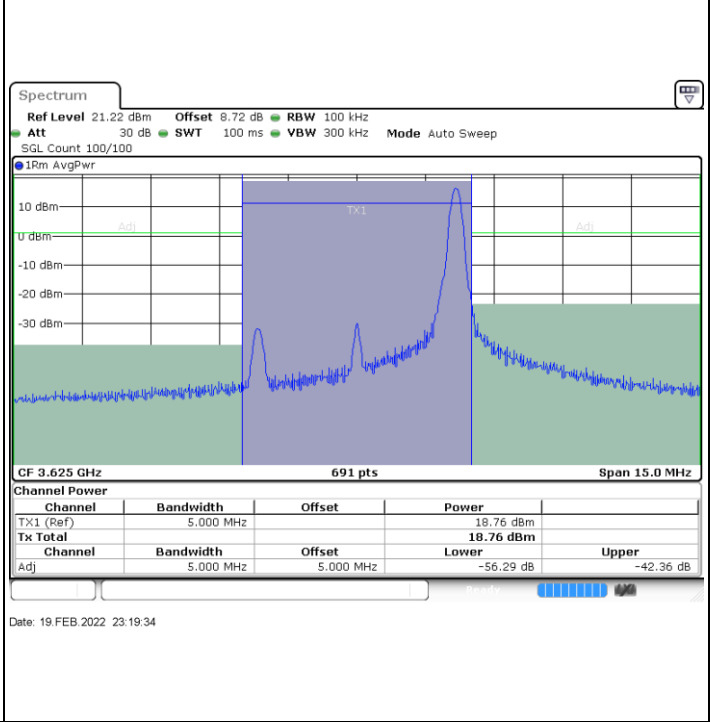 Spectrum
Ref Level 21.22 dBm Offset 8.72 dB RBW 100 kHz
Att 30 dB SWT 100 ms VBW 300 kHz Mode Auto Sweep
SGL Count 100/100
1Rm AvgPwr
10 dBm
TX1
Adj Adj
0 dBm
-10 dBm
-20 dBm
-30 dBm
CF 3.625 GHz 691 pts Span 15.0 MHz
Channel Power
Channel Bandwidth Offset Power
TX1 (Ref) 5.000 MHz 18.76 dBm
Tx Total 18.76 dBm
Channel Bandwidth Offset Lower Upper
Adj 5.000 MHz 5.000 MHz -56.29 dB -42.36 dB
Ready
Date: 19.FEB.2022 23:19:34